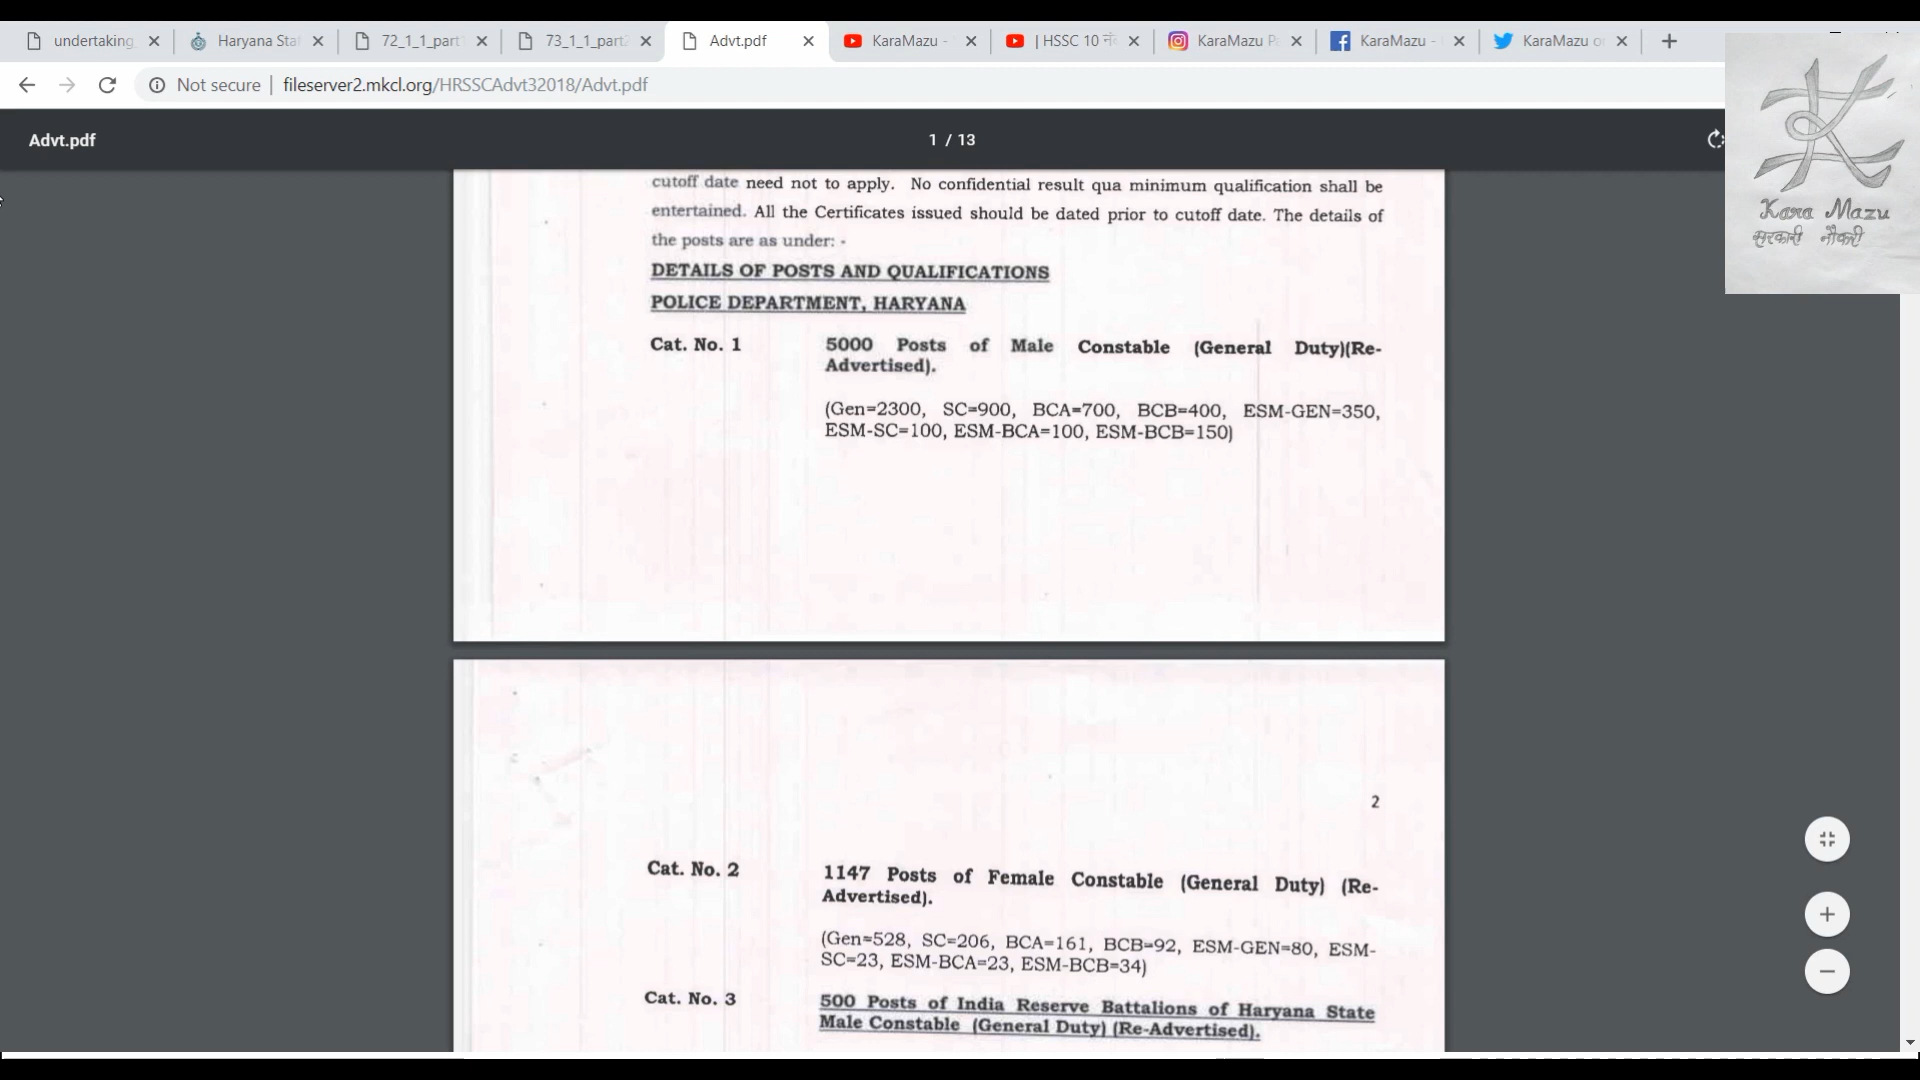 undertaking
Haryana Sta
72_1_1_part
73_1_1_part
Advt.pdf
KaraMazu -
| HSSC 10
KaraMazu P
KaraMazu -
KaraMazu o
Not secure | fileserver2.mkcl.org/HRSSCAdvt32018/Advt.pdf
Advt.pdf
1 / 13
Kara Mazu
सरकारी नौकरी
cutoff date need not to apply. No confidential result qua minimum qualification shall be
entertained. All the Certificates issued should be dated prior to cutoff date. The details of
the posts are as under: -
DETAILS OF POSTS AND QUALIFICATIONS
POLICE DEPARTMENT, HARYANA
Cat. No. 1 5000 Posts of Male Constable (General Duty)(Re-
Advertised).
(Gen=2300, SC=900, BCA=700, BCB=400, ESM-GEN=350,
ESM-SC=100, ESM-BCA=100, ESM-BCB=150)
2
Cat. No. 2 1147 Posts of Female Constable (General Duty) (Re-
Advertised).
(Gen=528, SC=206, BCA=161, BCB=92, ESM-GEN=80, ESM-
SC=23, ESM-BCA=23, ESM-BCB=34)
Cat. No. 3 500 Posts of India Reserve Battalions of Haryana State
Male Constable (General Duty) (Re-Advertised).